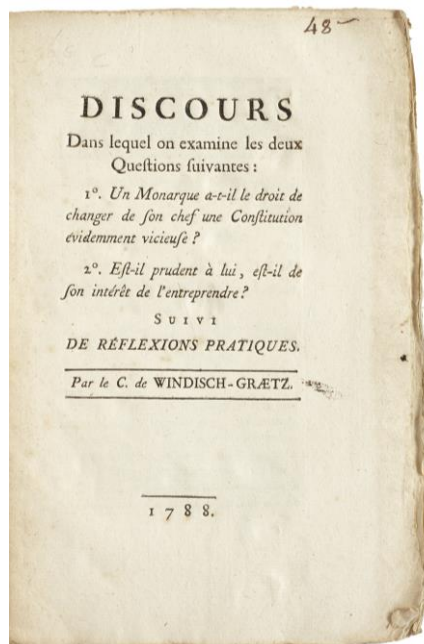 48-
DISCOURS
Dans lequel on examine les deux
Queſtions ſuivantes :
1°. Un Monarque a-t-il le droit de
changer de ſon chef une Conſtitution
évidemment vicieuſe ?
2°. Eſt-il prudent à lui, eſt-il de
ſon intérêt de l'entreprendre ?
SUIVI
DE RÉFLEXIONS PRATIQUES.
Par le C. de WINDISCH-GRÆTZ.
1788.